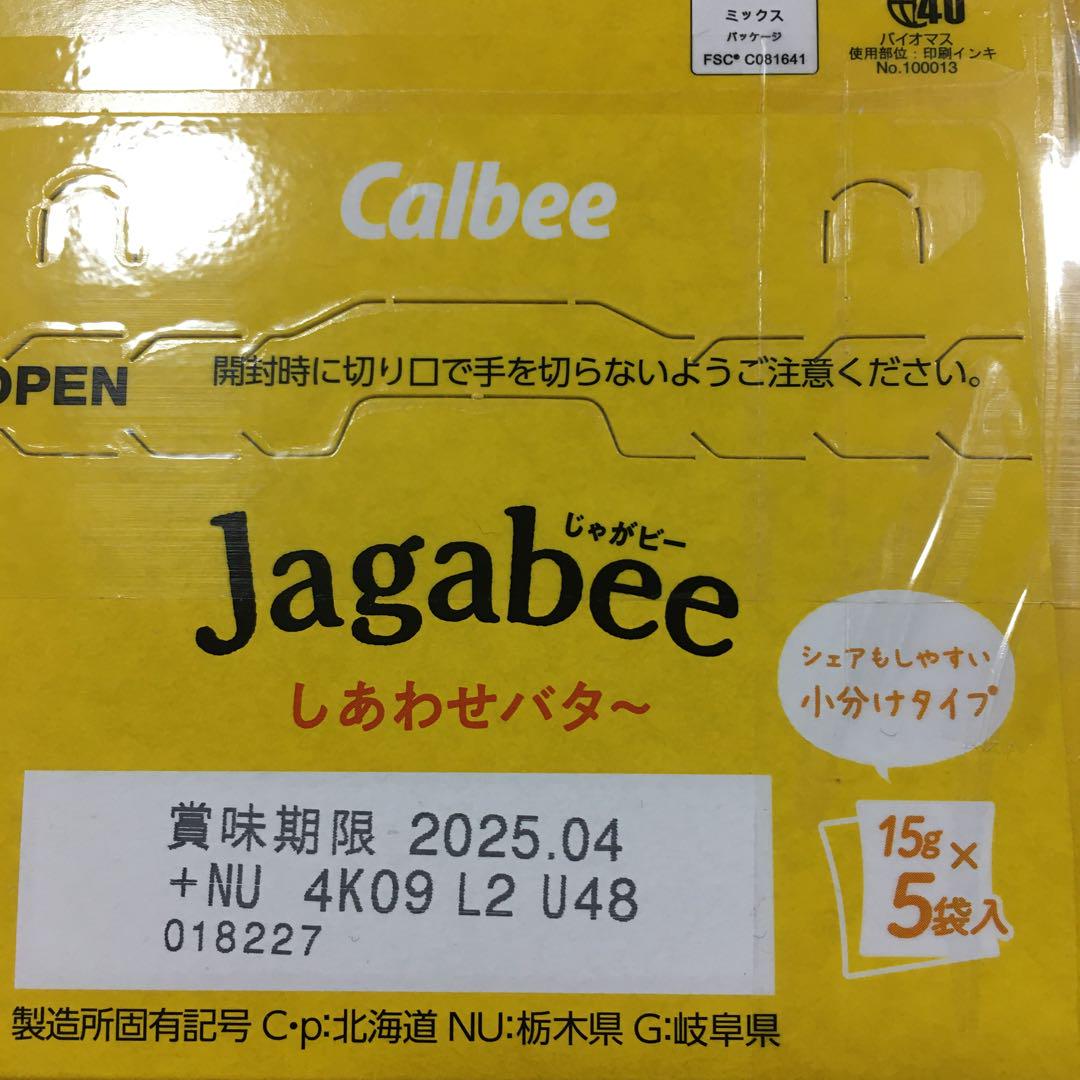 ミックス
パッケージ
FSC® C081641
40
バイオマス
使用部位：印刷インキ
No.100013
Calbee
OPEN
開封時に切り口で手を切らないようご注意ください。
じゃがビー
Jagabee
しあわせバタ～
シェアもしやすい
小分けタイプ
15g×
5袋入
賞味期限 2025.04
+NU 4K09 L2 U48
018227
製造所固有記号 C・p:北海道 NU:栃木県 G:岐阜県